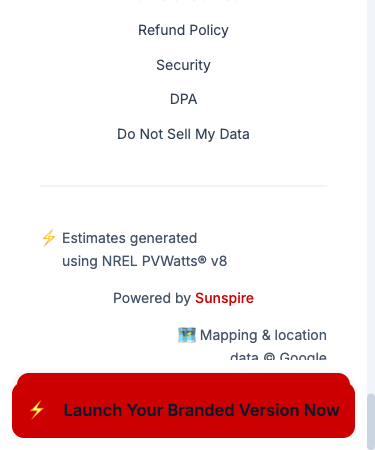 Refund Policy
Security
DPA
Do Not Sell My Data
⚡ Estimates generated
using NREL PVWatts® v8
Powered by Sunspire
🗺️ Mapping & location
data © Google
⚡ Launch Your Branded Version Now